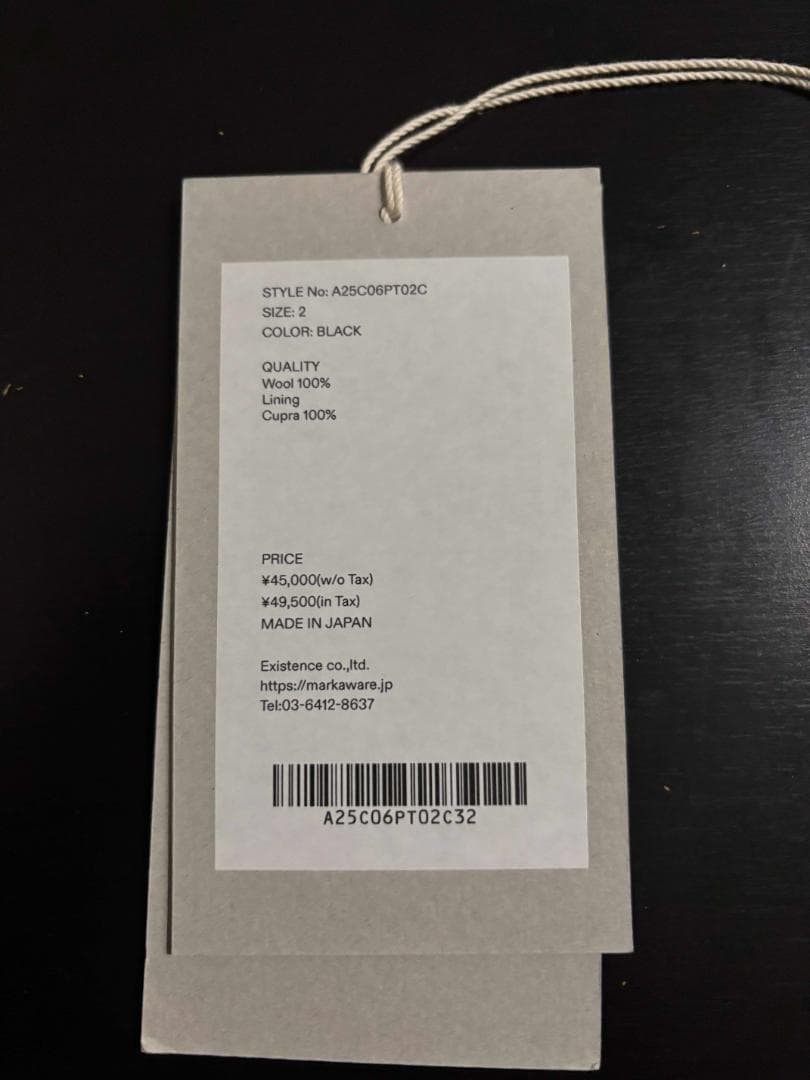 STYLE No: A25C06PT02C
SIZE: 2
COLOR: BLACK
QUALITY
Wool 100%
Lining
Cupra 100%
PRICE
¥45,000(w/o Tax)
¥49,500(in Tax)
MADE IN JAPAN
Existence co.,ltd.
https://markaware.jp
Tel:03-6412-8637
A25C06PT02C32